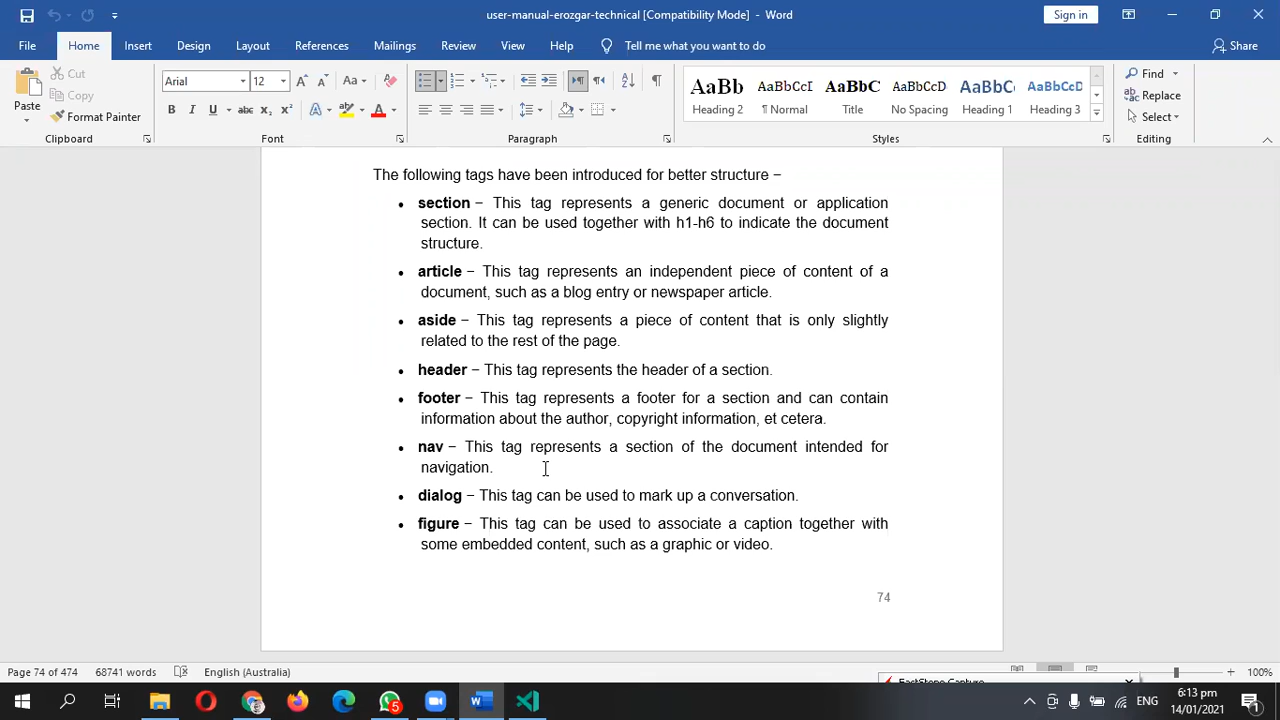 user-manual-erozgar-technical [Compatibility Mode] - Word
Sign in
File Home Insert Design Layout References Mailings Review View Help Tell me what you want to do Share
Paste
Cut
Copy
Format Painter
Clipboard
Arial 12
Font
Paragraph
AaBb AaBbCcI AaBbC AaBbCcD AaBbC AaBbCcD
Heading 2 ¶ Normal Title No Spacing Heading 1 Heading 3
Styles
Find
Replace
Select
Editing
The following tags have been introduced for better structure −
• section − This tag represents a generic document or application
section. It can be used together with h1-h6 to indicate the document
structure.
• article − This tag represents an independent piece of content of a
document, such as a blog entry or newspaper article.
• aside − This tag represents a piece of content that is only slightly
related to the rest of the page.
• header − This tag represents the header of a section.
• footer − This tag represents a footer for a section and can contain
information about the author, copyright information, et cetera.
• nav − This tag represents a section of the document intended for
navigation.
• dialog − This tag can be used to mark up a conversation.
• figure − This tag can be used to associate a caption together with
some embedded content, such as a graphic or video.
74
Page 74 of 474 68741 words English (Australia) 100%
FastStone Capture
5
ENG
6:13 pm
14/01/2021
1